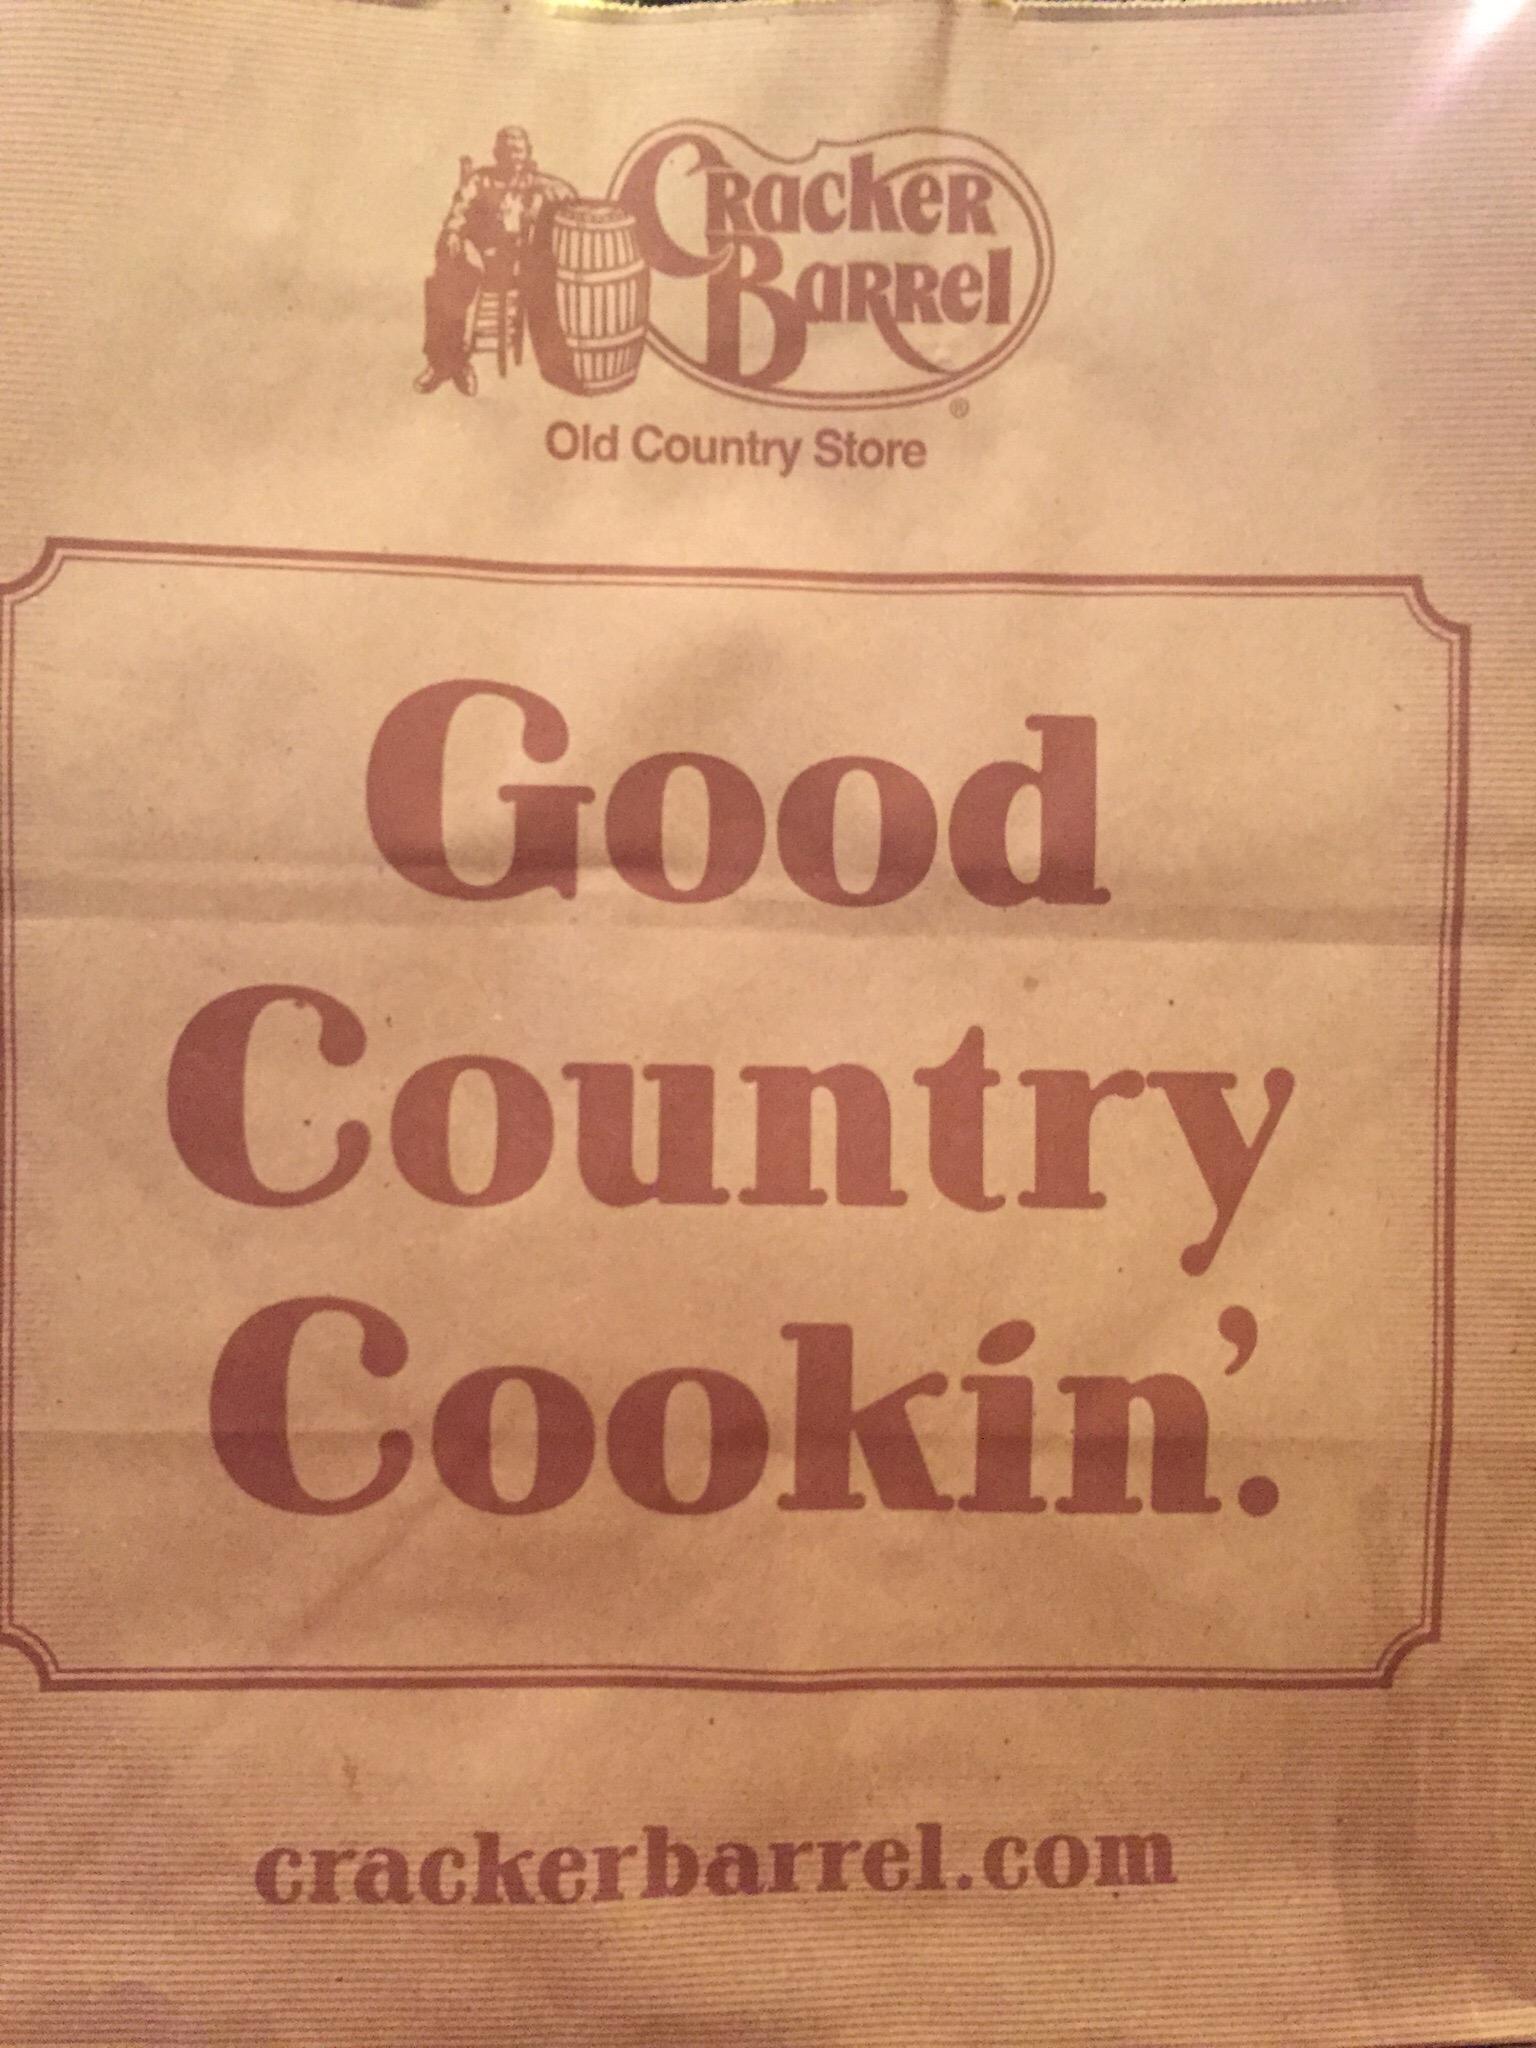 Cracker
Barrel
®
Old Country Store
Good
Country
Cookin'.
crackerbarrel.com